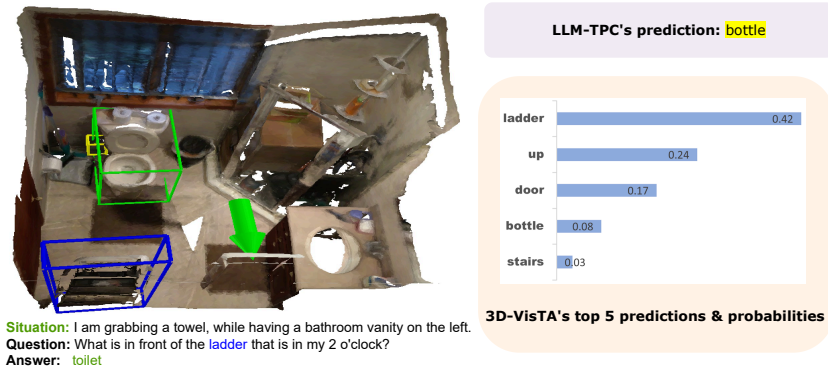 LLM-TPC's prediction: bottle
ladder 0.42
up 0.24
door 0.17
bottle 0.08
stairs 0.03
3D-VisTA's top 5 predictions & probabilities
Situation: I am grabbing a towel, while having a bathroom vanity on the left.
Question: What is in front of the ladder that is in my 2 o'clock?
Answer: toilet